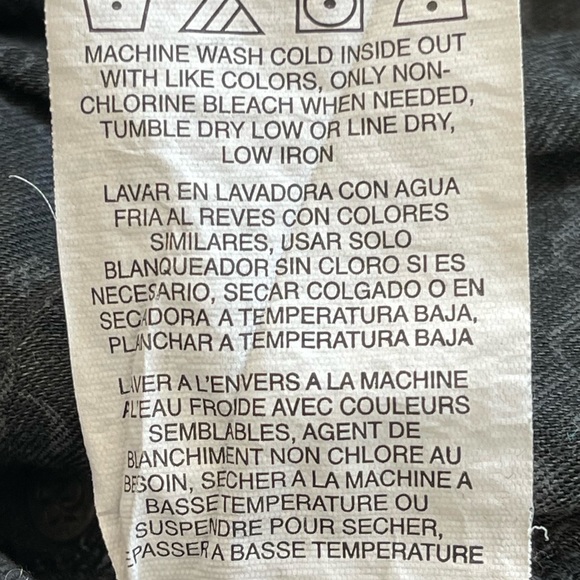 MACHINE WASH COLD INSIDE OUT
WITH LIKE COLORS, ONLY NON-
CHLORINE BLEACH WHEN NEEDED,
TUMBLE DRY LOW OR LINE DRY,
LOW IRON
LAVAR EN LAVADORA CON AGUA
FRIA AL REVES CON COLORES
SIMILARES, USAR SOLO
BLANQUEADOR SIN CLORO SI ES
NECESARIO, SECAR COLGADO O EN
SECADORA A TEMPERATURA BAJA,
PLANCHAR A TEMPERATURA BAJA
LAVER A L'ENVERS A LA MACHINE
A L'EAU FROIDE AVEC COULEURS
SEMBLABLES, AGENT DE
BLANCHIMENT NON CHLORE AU
BESOIN, SECHER A LA MACHINE A
BASSE TEMPERATURE OU
SUSPENDRE POUR SECHER,
EPASSER A BASSE TEMPERATURE